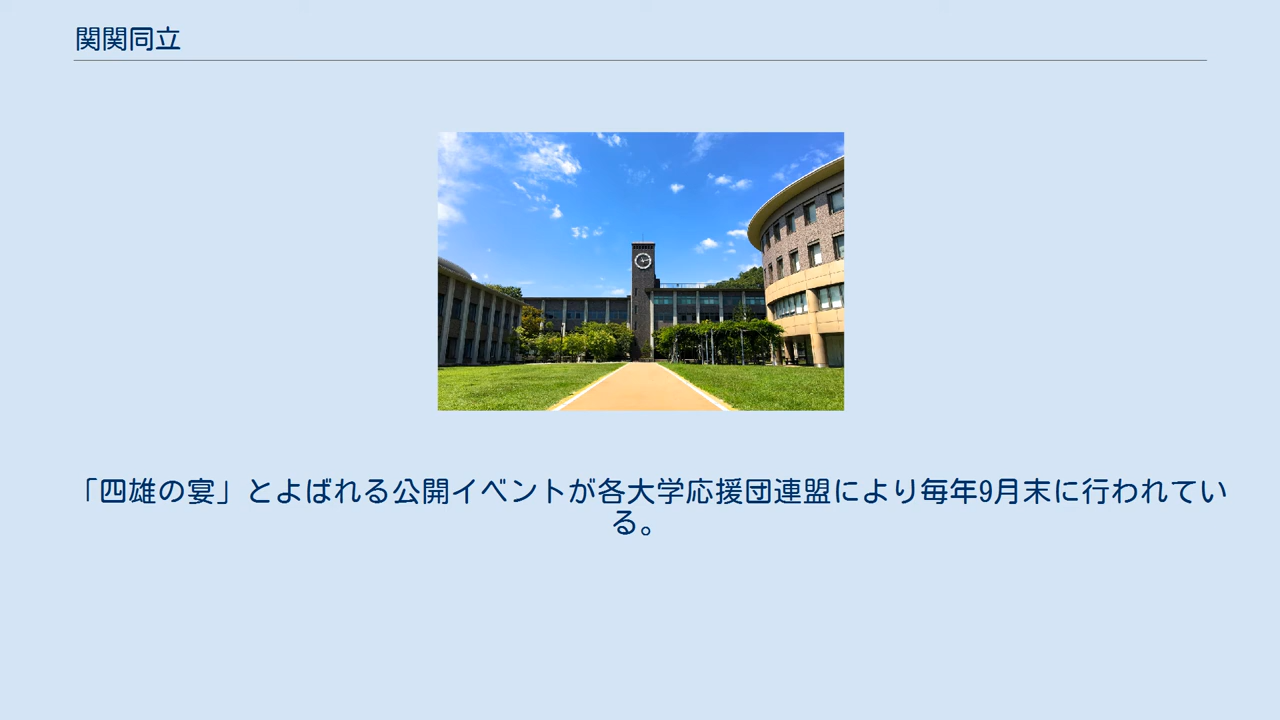 関関同立
「四雄の宴」とよばれる公開イベントが各大学応援団連盟により毎年9月末に行われてい
る。